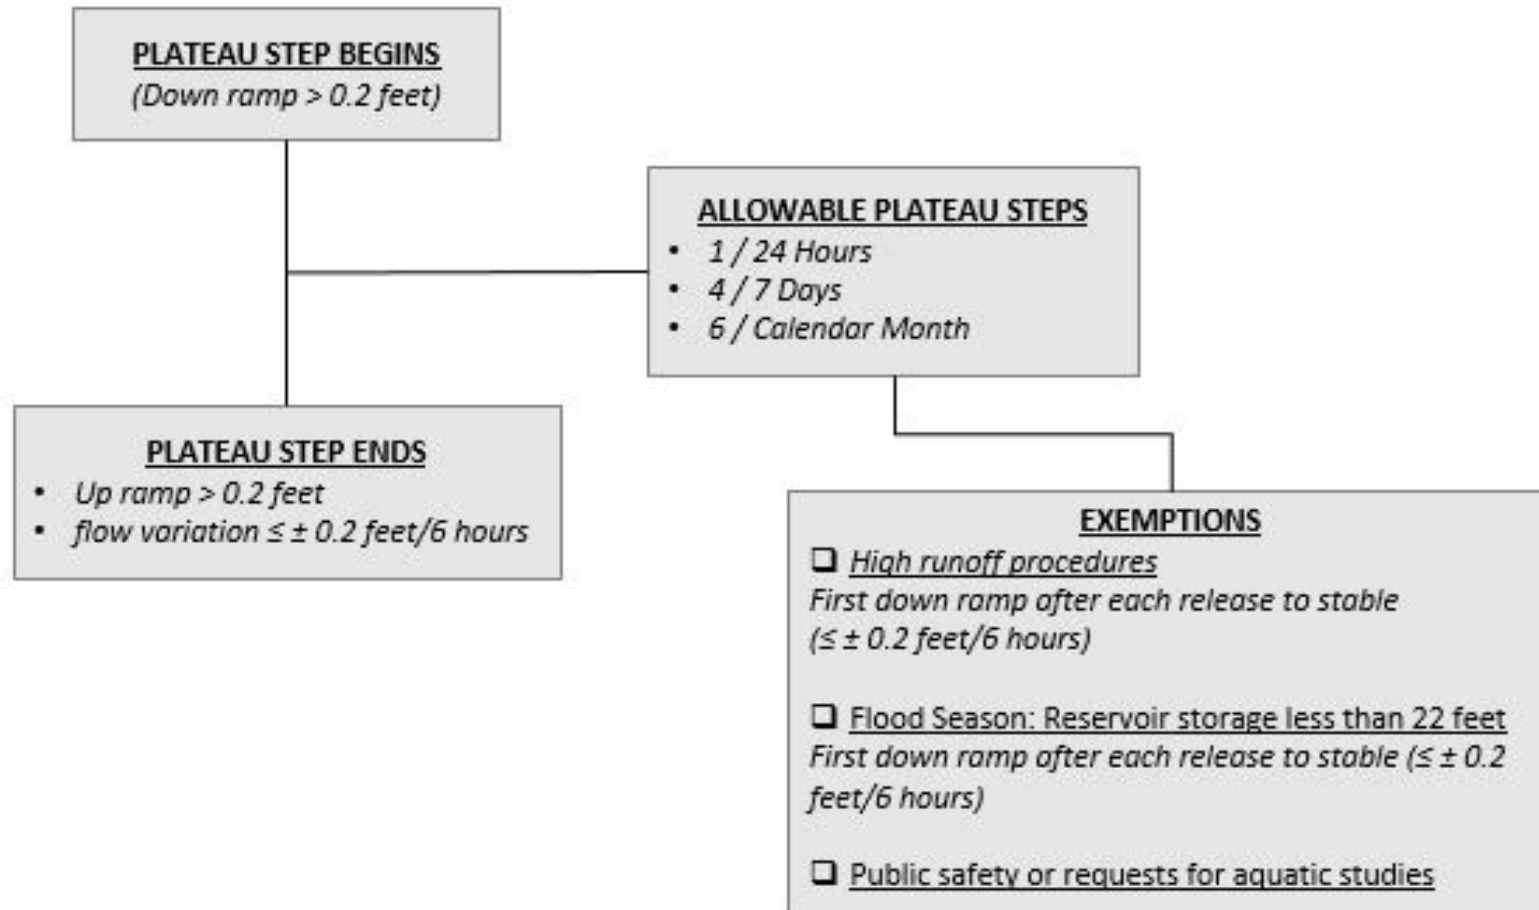 PLATEAU STEP BEGINS
(Down ramp > 0.2 feet)
ALLOWABLE PLATEAU STEPS
• 1 / 24 Hours
• 4 / 7 Days
• 6 / Calendar Month
PLATEAU STEP ENDS
• Up ramp > 0.2 feet
• flow variation ≤ ± 0.2 feet/6 hours
EXEMPTIONS
❑ High runoff procedures
First down ramp after each release to stable
(≤ ± 0.2 feet/6 hours)
❑ Flood Season: Reservoir storage less than 22 feet
First down ramp after each release to stable (≤ ± 0.2
feet/6 hours)
❑ Public safety or requests for aquatic studies